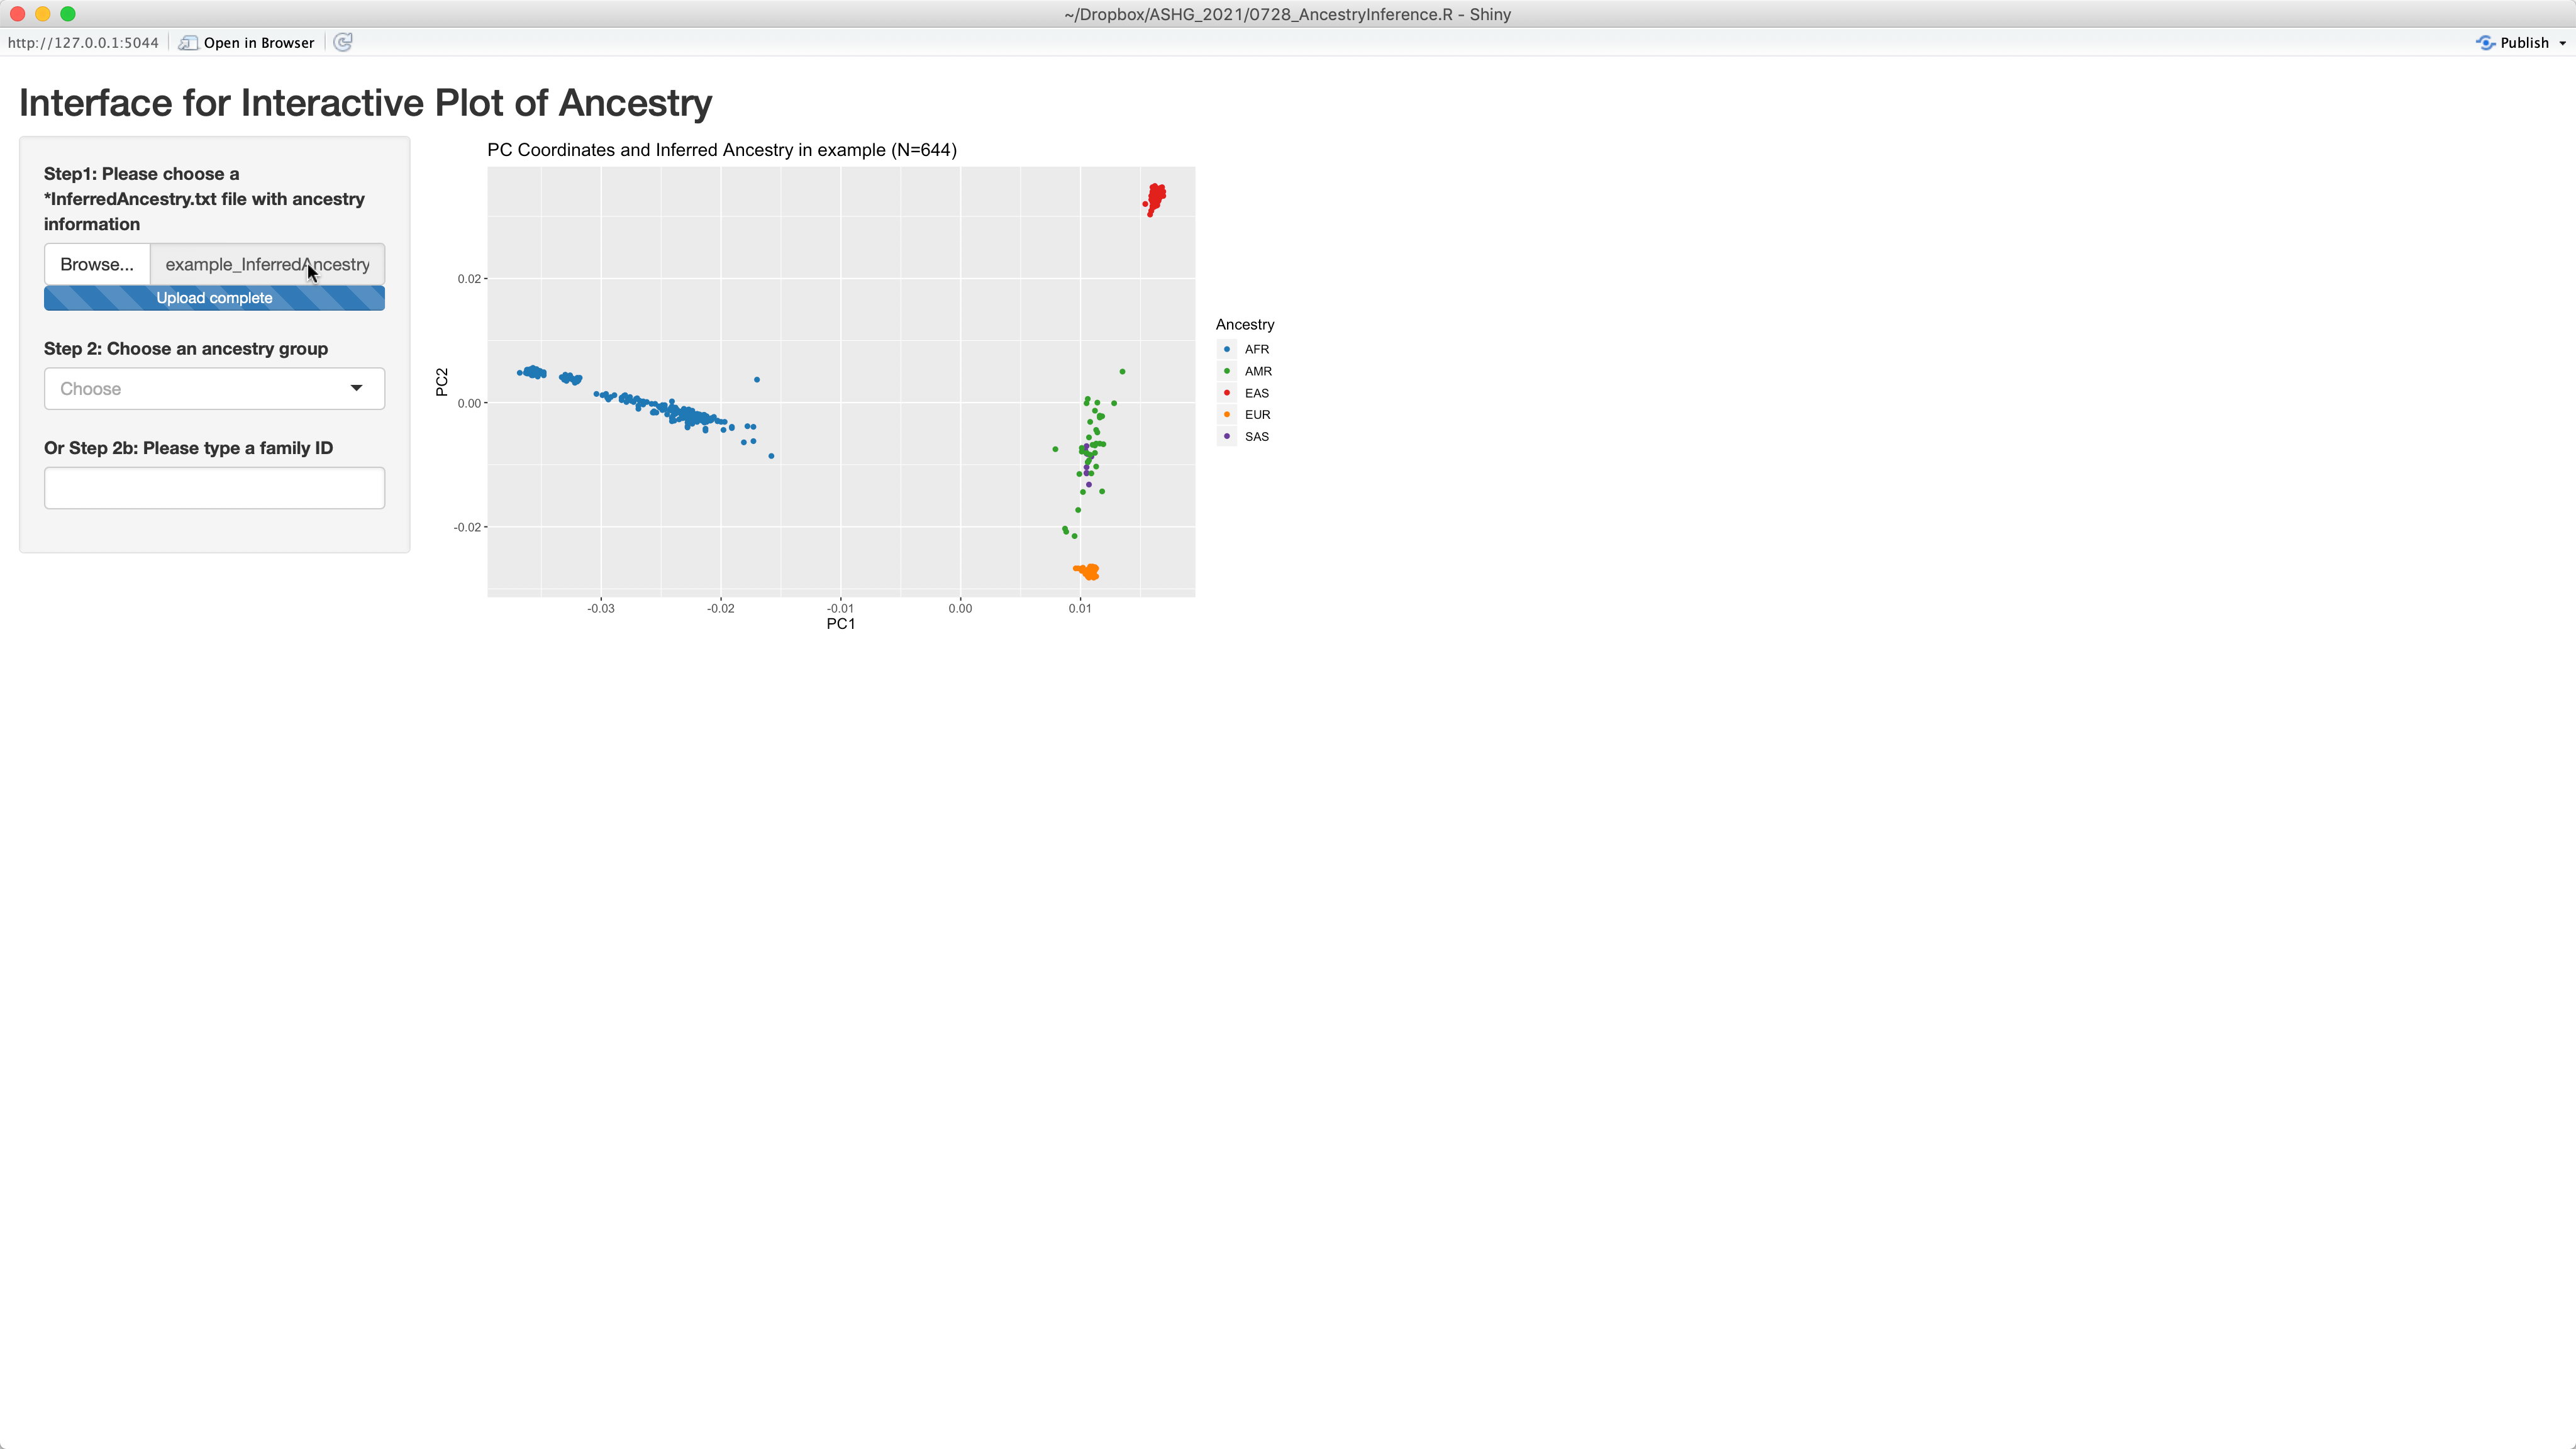 ~/Dropbox/ASHG_2021/0728_AncestryInference.R - Shiny
http://127.0.0.1:5044
Open in Browser
Publish
Interface for Interactive Plot of Ancestry
Step1: Please choose a
*InferredAncestry.txt file with ancestry
information
Browse...
example_InferredAncestry
Upload complete
Step 2: Choose an ancestry group
Choose
Or Step 2b: Please type a family ID
PC Coordinates and Inferred Ancestry in example (N=644)
PC2
0.02
0.00
-0.02
-0.03
-0.02
-0.01
0.00
0.01
PC1
Ancestry
AFR
AMR
EAS
EUR
SAS